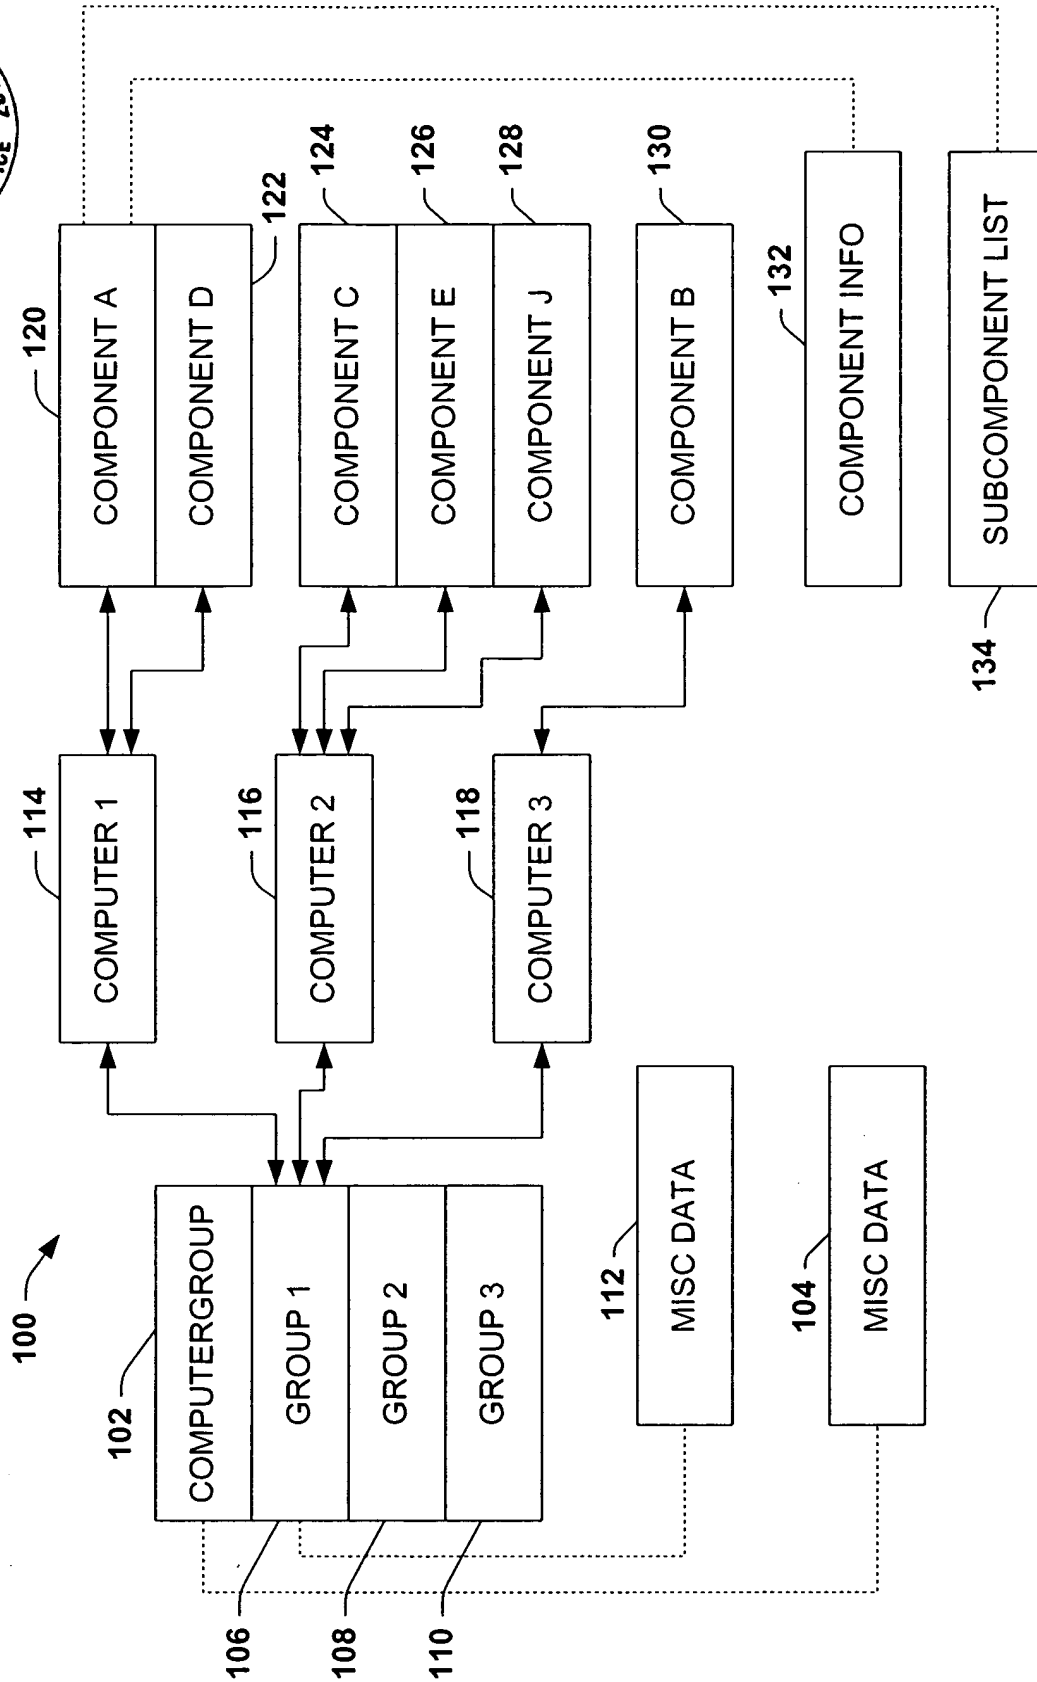 100
102
COMPUTERGROUP
106
GROUP 1
108
GROUP 2
110
GROUP 3
112
MISC DATA
104
MISC DATA
114
COMPUTER 1
116
COMPUTER 2
118
COMPUTER 3
120
COMPONENT A
COMPONENT D
122
124
COMPONENT C
126
COMPONENT E
128
COMPONENT J
130
COMPONENT B
132
COMPONENT INFO
134
SUBCOMPONENT LIST